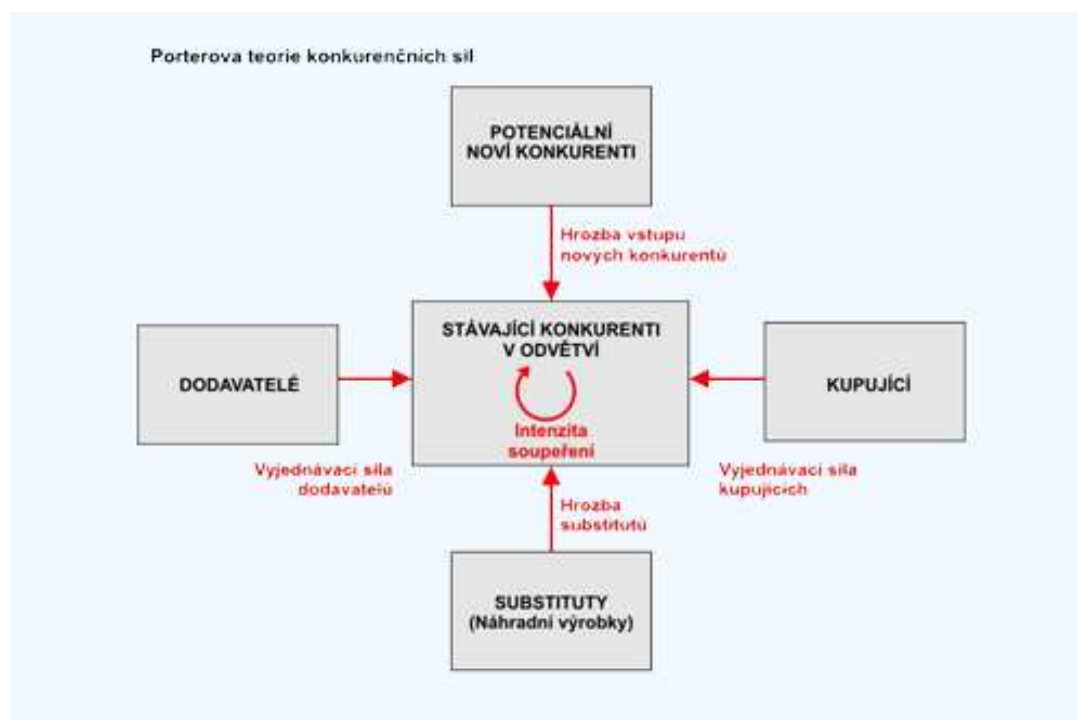 Porterova teorie konkurenčních sil
POTENCIÁLNÍ
NOVÍ KONKURENTI
Hrozba vstupu
nových konkurentů
STÁVAJÍCÍ KONKURENTI
V ODVĚTVÍ
Intenzita
soupeření
DODAVATELÉ
KUPUJÍCÍ
Vyjednávací síla
dodavatelů
Vyjednávací síla
kupujících
Hrozba
substitutů
SUBSTITUTY
(Náhradní výrobky)